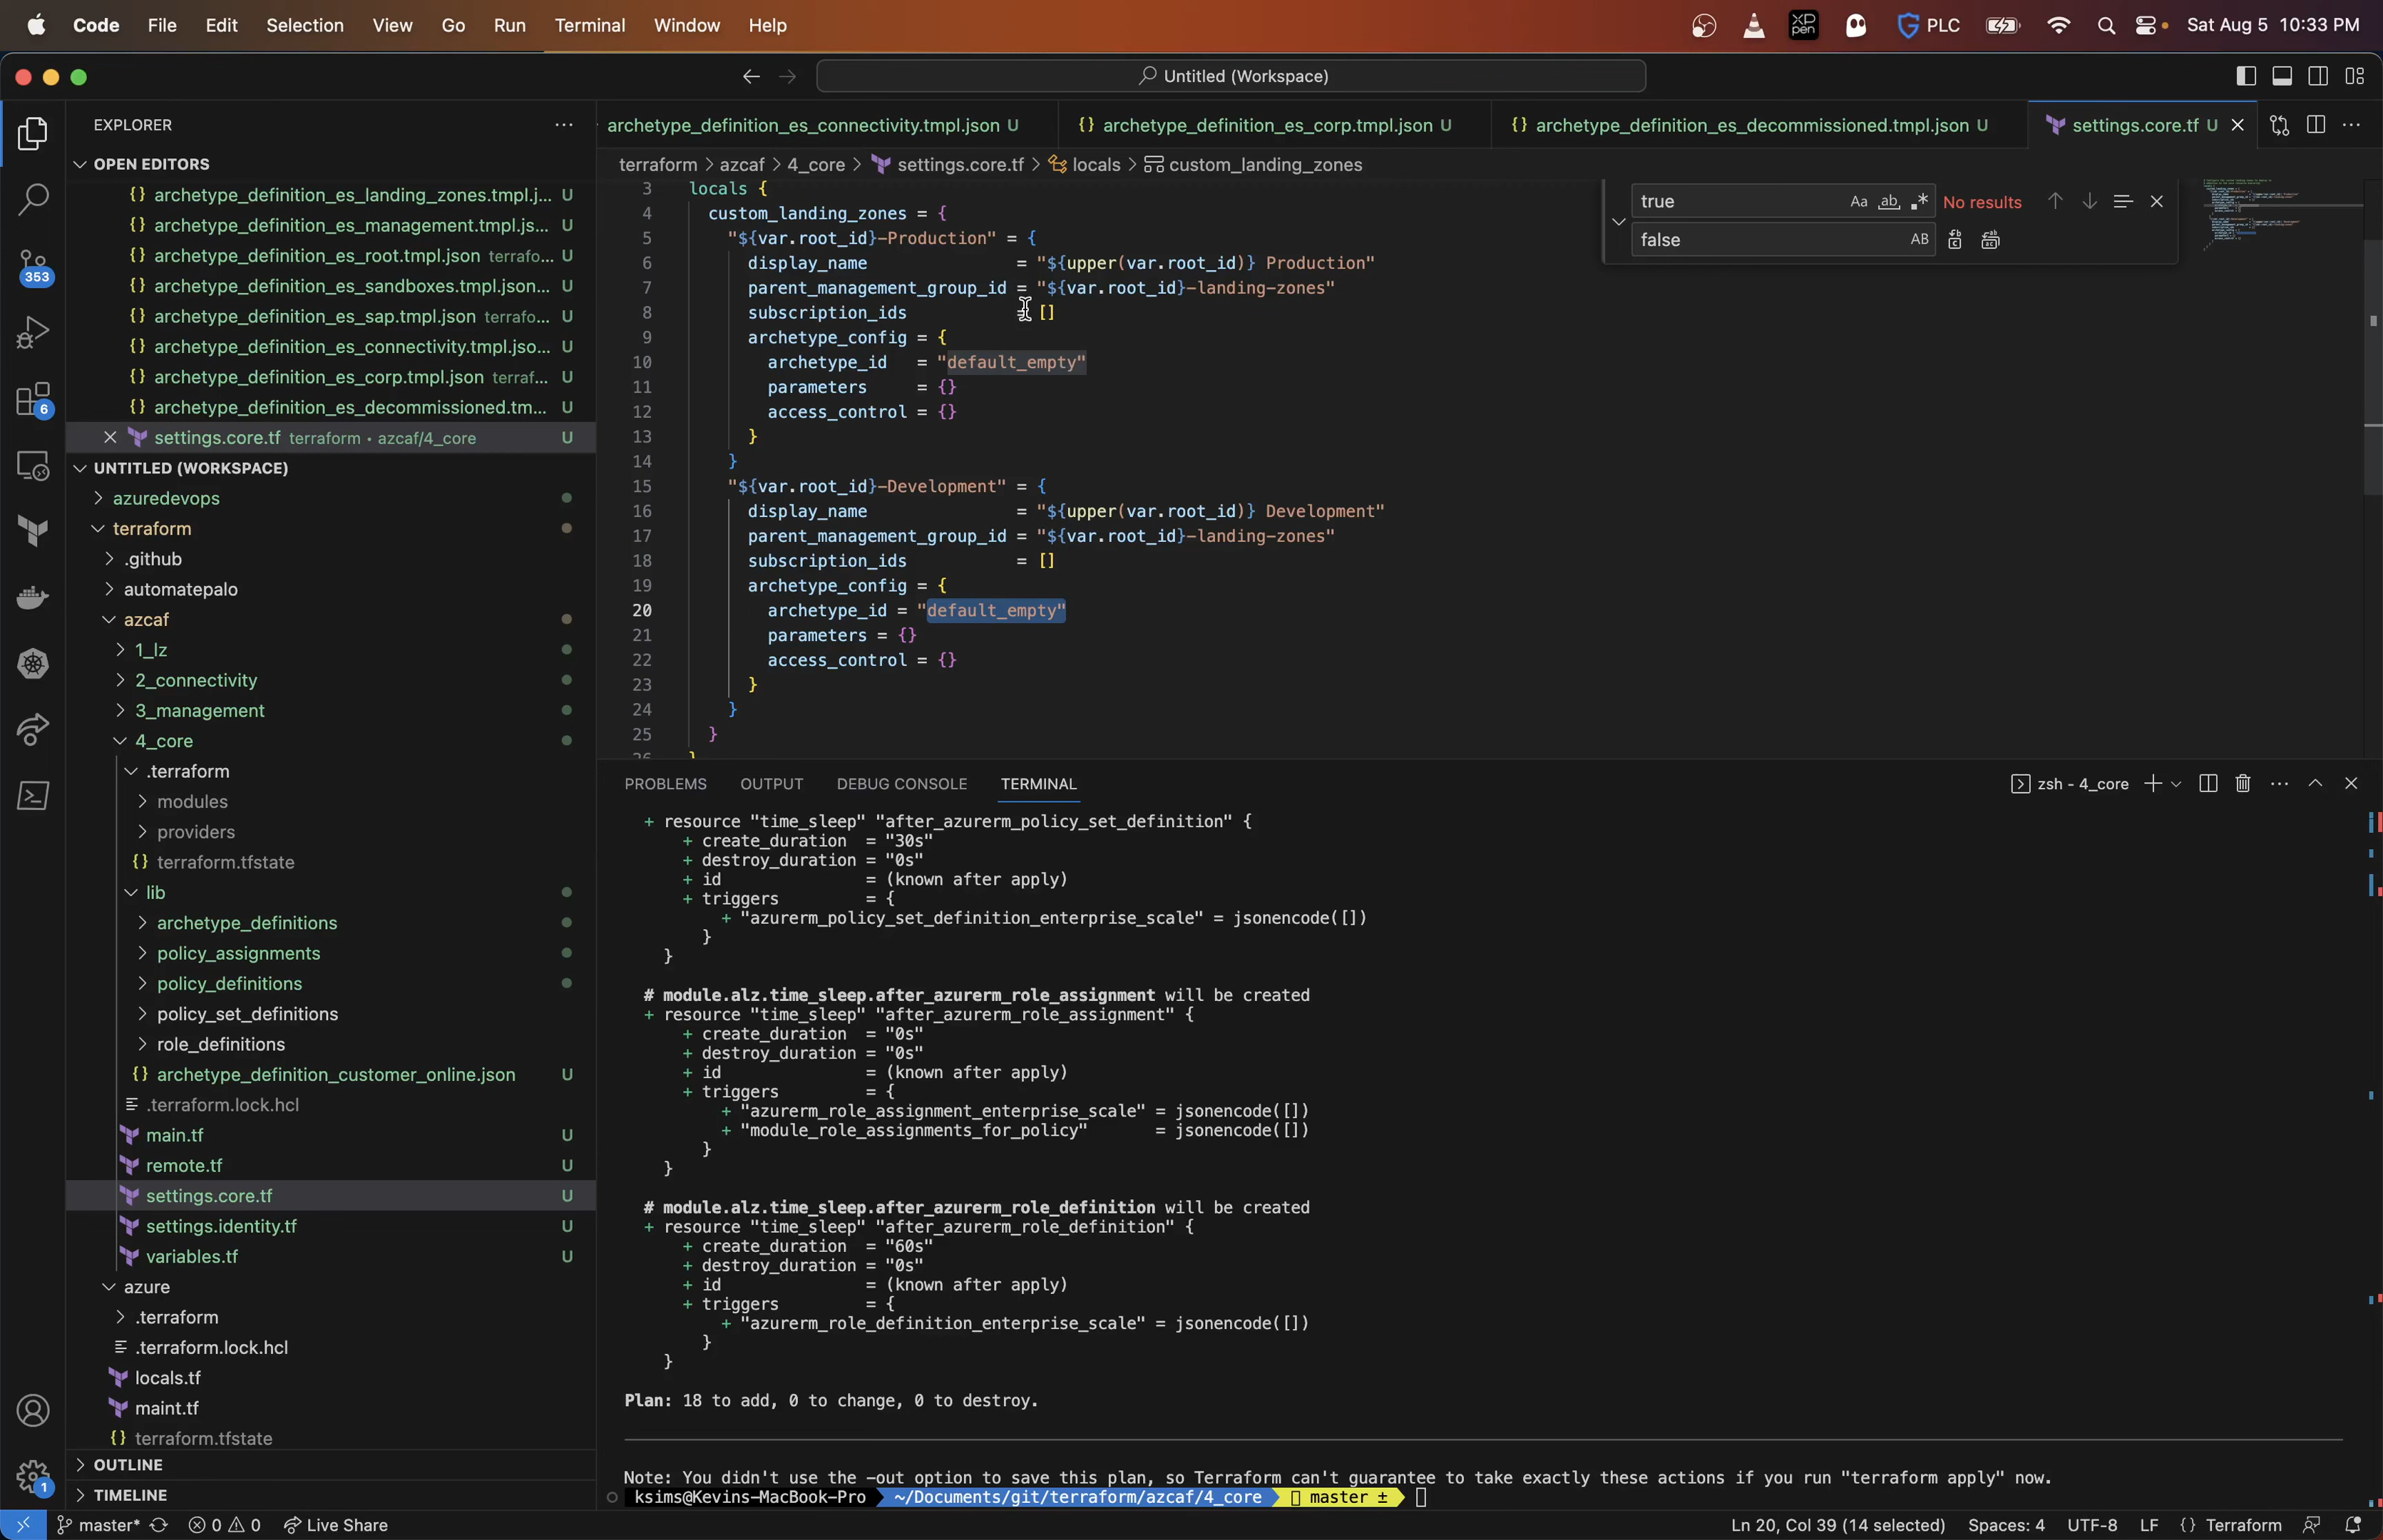 Code File Edit Selection View Go Run Terminal Window Help
XP pen PLC Sat Aug 5 10:33 PM
Untitled (Workspace)
EXPLORER
OPEN EDITORS
{} archetype_definition_es_landing_zones.tmpl.j... U
{} archetype_definition_es_management.tmpl.js... U
{} archetype_definition_es_root.tmpl.json terrafo... U
{} archetype_definition_es_sandboxes.tmpl.json... U
{} archetype_definition_es_sap.tmpl.json terrafo... U
{} archetype_definition_es_connectivity.tmpl.jso... U
{} archetype_definition_es_corp.tmpl.json terraf... U
{} archetype_definition_es_decommissioned.tm... U
settings.core.tf terraform • azcaf/4_core U
UNTITLED (WORKSPACE)
azuredevops
terraform
.github
automatepalo
azcaf
1_lz
2_connectivity
3_management
4_core
.terraform
modules
providers
{} terraform.tfstate
lib
archetype_definitions
policy_assignments
policy_definitions
policy_set_definitions
role_definitions
{} archetype_definition_customer_online.json U
.terraform.lock.hcl
main.tf U
remote.tf U
settings.core.tf U
settings.identity.tf U
variables.tf U
azure
.terraform
.terraform.lock.hcl
locals.tf
maint.tf
{} terraform.tfstate
OUTLINE
TIMELINE
353
6
1
archetype_definition_es_connectivity.tmpl.json U
{} archetype_definition_es_corp.tmpl.json U
{} archetype_definition_es_decommissioned.tmpl.json U
settings.core.tf U
terraform > azcaf > 4_core > settings.core.tf > locals > custom_landing_zones
true Aa ab No results
false AB
3 locals {
4 custom_landing_zones = {
5 "${var.root_id}-Production" = {
6 display_name = "${upper(var.root_id)} Production"
7 parent_management_group_id = "${var.root_id}-landing-zones"
8 subscription_ids = []
9 archetype_config = {
10 archetype_id = "default_empty"
11 parameters = {}
12 access_control = {}
13 }
14 }
15 "${var.root_id}-Development" = {
16 display_name = "${upper(var.root_id)} Development"
17 parent_management_group_id = "${var.root_id}-landing-zones"
18 subscription_ids = []
19 archetype_config = {
20 archetype_id = "default_empty"
21 parameters = {}
22 access_control = {}
23 }
24 }
25 }
26 }
PROBLEMS OUTPUT DEBUG CONSOLE TERMINAL
zsh - 4_core
+ resource "time_sleep" "after_azurerm_policy_set_definition" {
+ create_duration = "30s"
+ destroy_duration = "0s"
+ id = (known after apply)
+ triggers = {
+ "azurerm_policy_set_definition_enterprise_scale" = jsonencode([])
}
}
# module.alz.time_sleep.after_azurerm_role_assignment will be created
+ resource "time_sleep" "after_azurerm_role_assignment" {
+ create_duration = "0s"
+ destroy_duration = "0s"
+ id = (known after apply)
+ triggers = {
+ "azurerm_role_assignment_enterprise_scale" = jsonencode([])
+ "module_role_assignments_for_policy" = jsonencode([])
}
}
# module.alz.time_sleep.after_azurerm_role_definition will be created
+ resource "time_sleep" "after_azurerm_role_definition" {
+ create_duration = "60s"
+ destroy_duration = "0s"
+ id = (known after apply)
+ triggers = {
+ "azurerm_role_definition_enterprise_scale" = jsonencode([])
}
}
Plan: 18 to add, 0 to change, 0 to destroy.
Note: You didn't use the -out option to save this plan, so Terraform can't guarantee to take exactly these actions if you run "terraform apply" now.
ksims@Kevins-MacBook-Pro ~/Documents/git/terraform/azcaf/4_core master ±
master* 0 0 Live Share
Ln 20, Col 39 (14 selected) Spaces: 4 UTF-8 LF {} Terraform